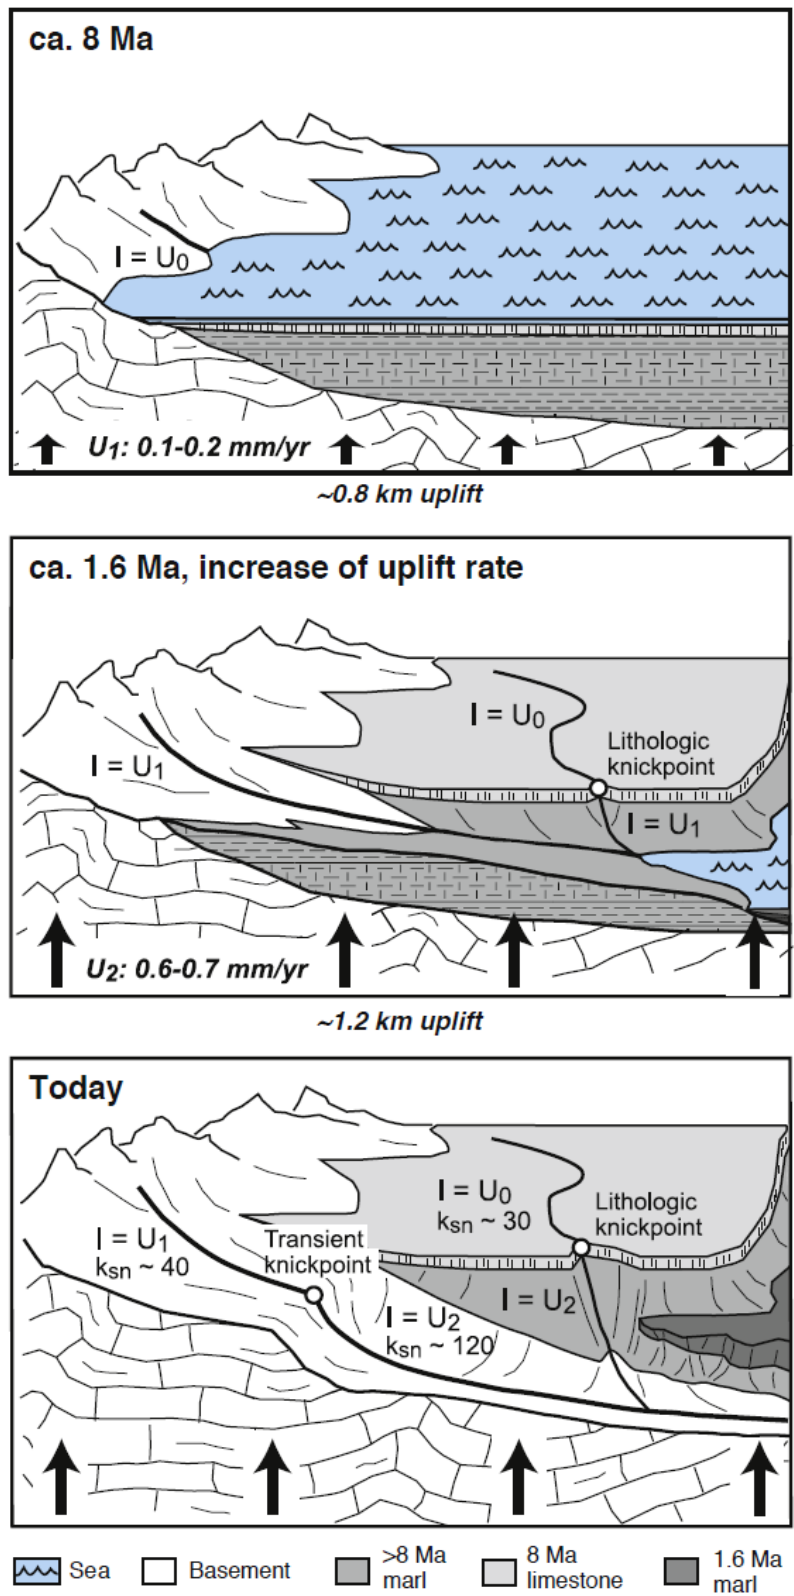 ca. 8 Ma
I = U0
U1: 0.1-0.2 mm/yr
~0.8 km uplift
ca. 1.6 Ma, increase of uplift rate
I = U0
Lithologic
knickpoint
I = U1
I = U1
U2: 0.6-0.7 mm/yr
~1.2 km uplift
Today
I = U0
ksn ~ 30
Lithologic
knickpoint
I = U1
ksn ~ 40
Transient
knickpoint
I = U2
I = U2
ksn ~ 120
Sea
Basement
>8 Ma
marl
8 Ma
limestone
1.6 Ma
marl